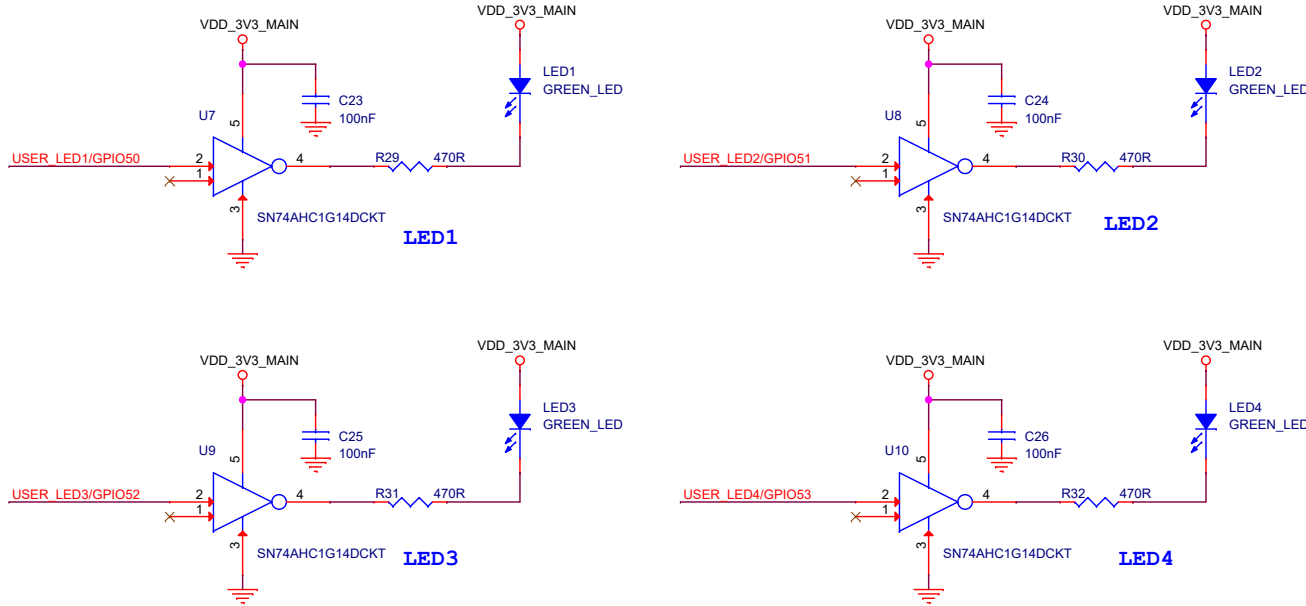 VDD_3V3_MAIN
VDD_3V3_MAIN
LED1
GREEN_LED
C23
100nF
U7
5
USER_LED1/GPIO50
2
1
4
R29
470R
3
SN74AHC1G14DCKT
LED1
VDD_3V3_MAIN
VDD_3V3_MAIN
LED2
GREEN_LED
C24
100nF
U8
5
USER_LED2/GPIO51
2
1
4
R30
470R
3
SN74AHC1G14DCKT
LED2
VDD_3V3_MAIN
VDD_3V3_MAIN
LED3
GREEN_LED
C25
100nF
U9
5
USER_LED3/GPIO52
2
1
4
R31
470R
3
SN74AHC1G14DCKT
LED3
VDD_3V3_MAIN
VDD_3V3_MAIN
LED4
GREEN_LED
C26
100nF
U10
5
USER_LED4/GPIO53
2
1
4
R32
470R
3
SN74AHC1G14DCKT
LED4